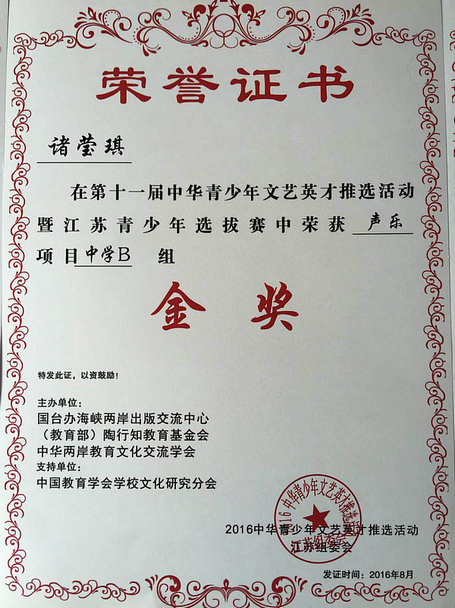 荣誉证书
诸莹琪
在第十一届中华青少年文艺英才推选活动
暨江苏青少年选拔赛中荣获 声乐
项目中学B 组
金奖
特发此证，以资鼓励！
主办单位：
国台办海峡两岸出版交流中心
（教育部）陶行知教育基金会
中华两岸教育文化交流学会
支持单位：
中国教育学会学校文化研究分会
2016中华青少年文艺英才推选活动
江苏组委会
发证时间：2016年8月